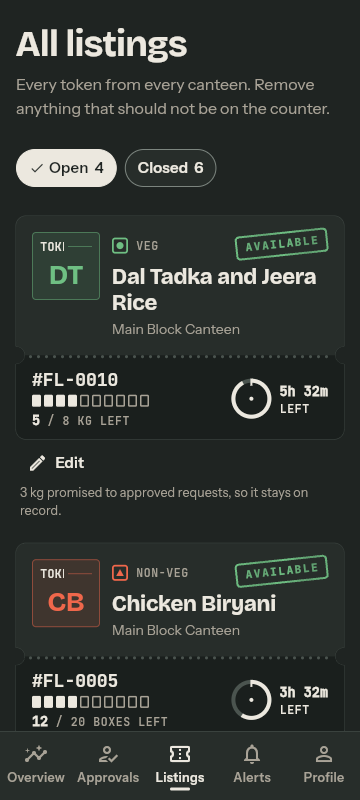 All listings
Every token from every canteen. Remove
anything that should not be on the counter.
Open 4
Closed 6
VEG
AVAILABLE
DT
Dal Tadka and Jeera
Rice
Main Block Canteen
#FL-0010
5 / 8 KG LEFT
5h 32m
LEFT
Edit
3 kg promised to approved requests, so it stays on
record.
NON-VEG
AVAILABLE
CB
Chicken Biryani
Main Block Canteen
#FL-0005
12 / 20 BOXES LEFT
3h 32m
LEFT
Overview
Approvals
Listings
Alerts
Profile